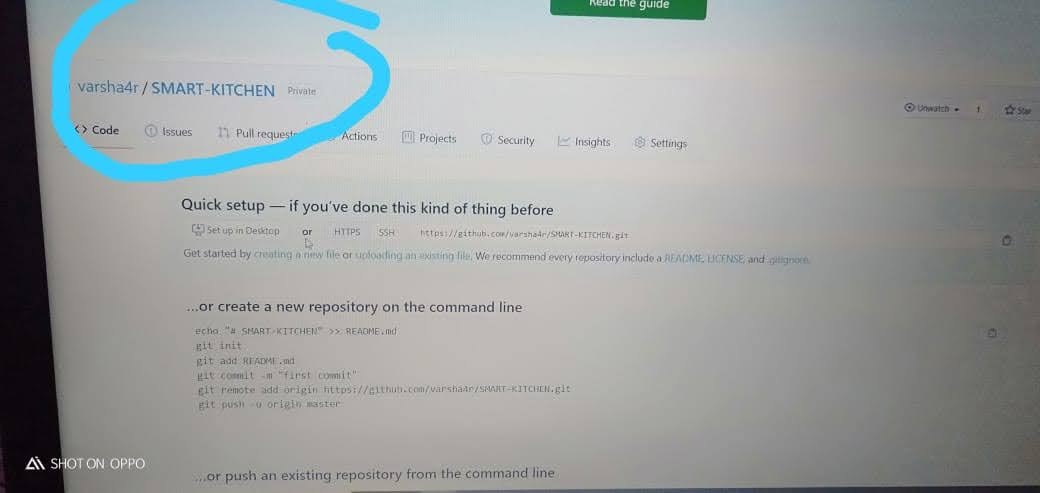 Read the guide
varsha4r / SMART-KITCHEN Private
Unwatch 1 Star
Code Issues Pull requests Actions Projects Security Insights Settings
Quick setup — if you've done this kind of thing before
Set up in Desktop or HTTPS SSH https://github.com/varsha4r/SMART-KITCHEN.git
Get started by creating a new file or uploading an existing file. We recommend every repository include a README, LICENSE, and .gitignore.
...or create a new repository on the command line
echo "# SMART-KITCHEN" >> README.md
git init
git add README.md
git commit -m "first commit"
git remote add origin https://github.com/varsha4r/SMART-KITCHEN.git
git push -u origin master
...or push an existing repository from the command line
SHOT ON OPPO